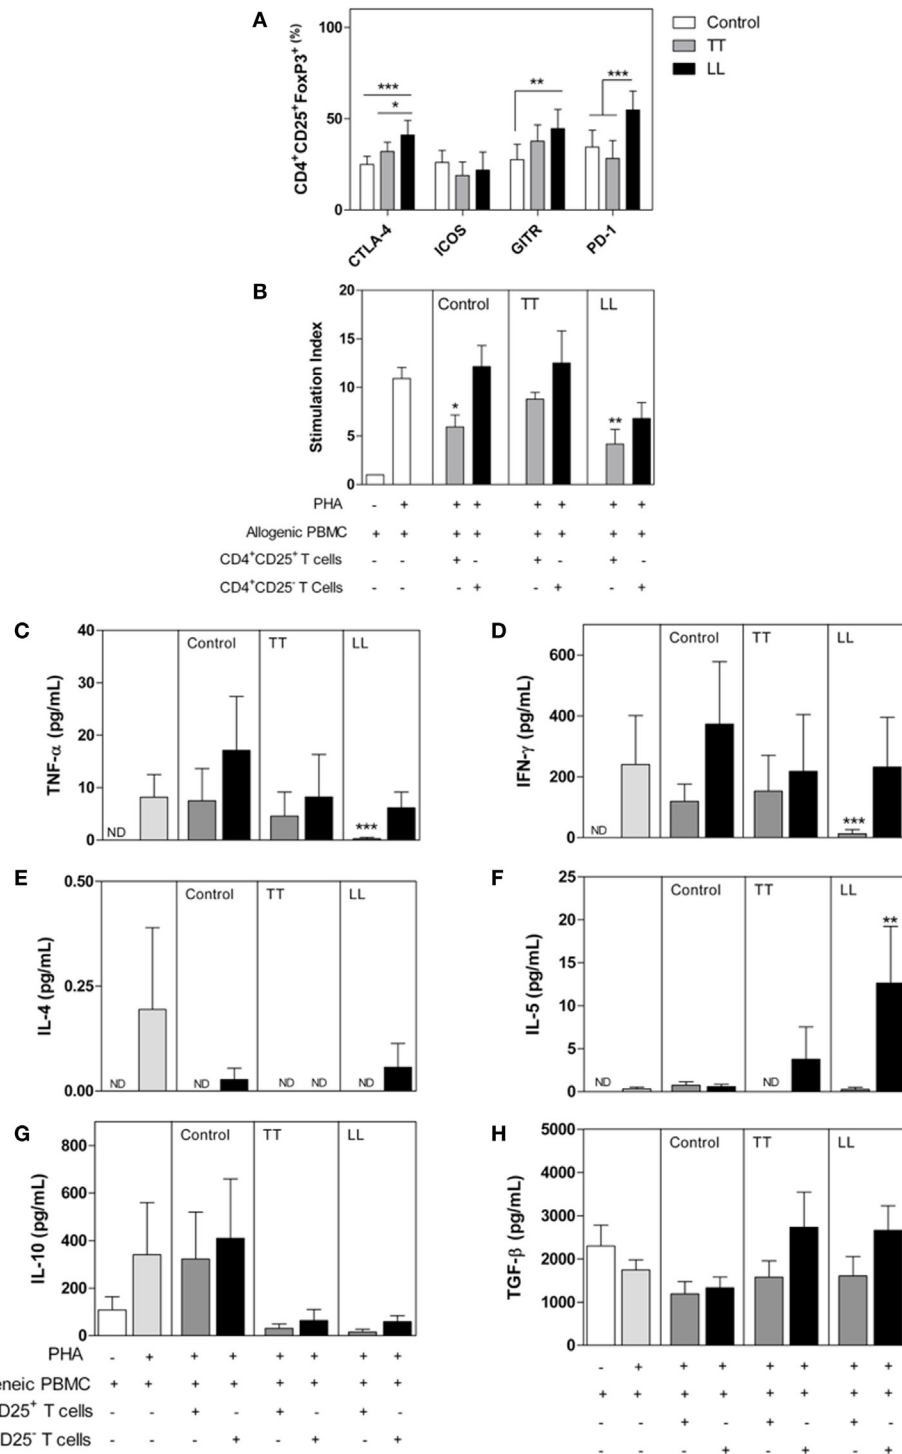 A
CD4⁺CD25⁺FoxP3⁺ (%)
100
50
0
Control
TT
LL
***
*
**
***
CTLA-4
ICOS
GITR
PD-1
B
Stimulation Index
20
15
10
5
0
Control
TT
LL
*
**
PHA - + + + + + + +
Allogenic PBMC + + + + + + + +
CD4⁺CD25⁺ T cells - - + - + - + -
CD4⁺CD25⁻ T Cells - - - + - + - +
C
TNF-α (pg/mL)
40
30
20
10
0
Control
TT
LL
ND
***
D
IFN-γ (pg/mL)
600
400
200
0
Control
TT
LL
ND
***
E
IL-4 (pg/mL)
0.50
0.25
0.00
Control
TT
LL
ND ND ND ND ND
F
IL-5 (pg/mL)
25
20
15
10
5
0
Control
TT
LL
**
ND ND
G
IL-10 (pg/mL)
800
600
400
200
0
Control
TT
LL
PHA - + + + + + + +
eneic PBMC + + + + + + + +
D25⁺ T cells - - + - + - + -
CD25⁻ T cells - - - + - + - +
H
TGF-β (pg/mL)
5000
4000
3000
2000
1000
0
Control
TT
LL
- + + + + + + +
+ + + + + + + +
- - + - + - + -
- - - + - + - +